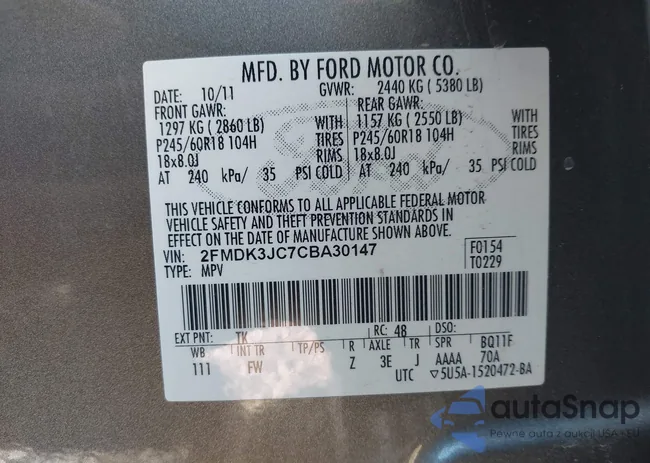 MFD. BY FORD MOTOR CO.
DATE: 10/11 GVWR: 2440 KG ( 5380 LB)
FRONT GAWR: REAR GAWR:
1297 KG ( 2860 LB) WITH 1157 KG ( 2550 LB) WITH
P245/60R18 104H TIRES P245/60R18 104H TIRES
18x8.0J RIMS 18x8.0J RIMS
AT 240 kPa/ 35 PSI COLD AT 240 kPa/ 35 PSI COLD
THIS VEHICLE CONFORMS TO ALL APPLICABLE FEDERAL MOTOR
VEHICLE SAFETY AND THEFT PREVENTION STANDARDS IN
EFFECT ON THE DATE OF MANUFACTURE SHOWN ABOVE.
VIN: 2FMDK3JC7CBA30147 F0154
TYPE: MPV T0229
EXT PNT: TK RC: 48 DSO:
WB INT TR TP/PS R AXLE TR SPR BQ11F
111 FW Z 3E J AAAA 70A
UTC ▽5U5A-1520472-BA
autaSnap
Pewne auta z aukcji USA i EU